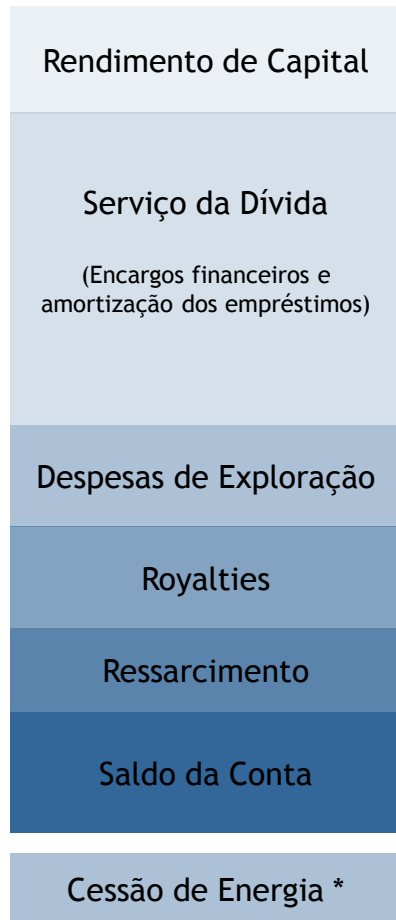 Rendimento de Capital
Serviço da Dívida
(Encargos financeiros e
amortização dos empréstimos)
Despesas de Exploração
Royalties
Ressarcimento
Saldo da Conta
Cessão de Energia *